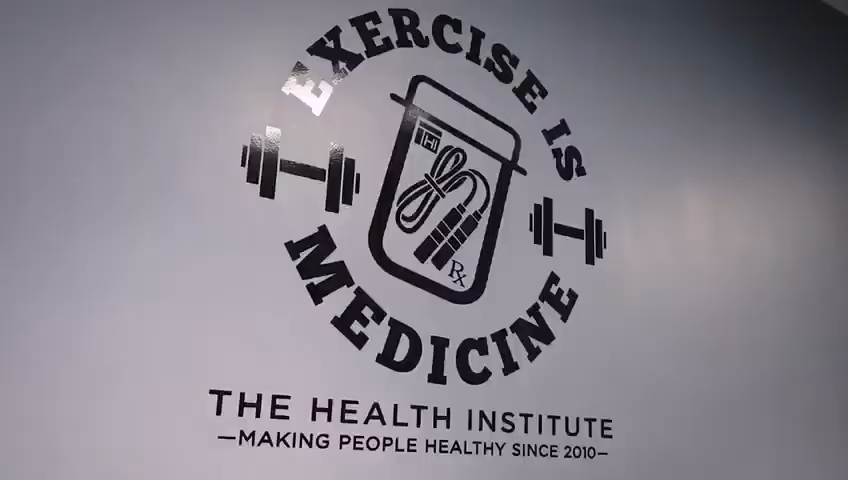 EXERCISE IS
THI
Rx
MEDICINE
THE HEALTH INSTITUTE
—MAKING PEOPLE HEALTHY SINCE 2010—